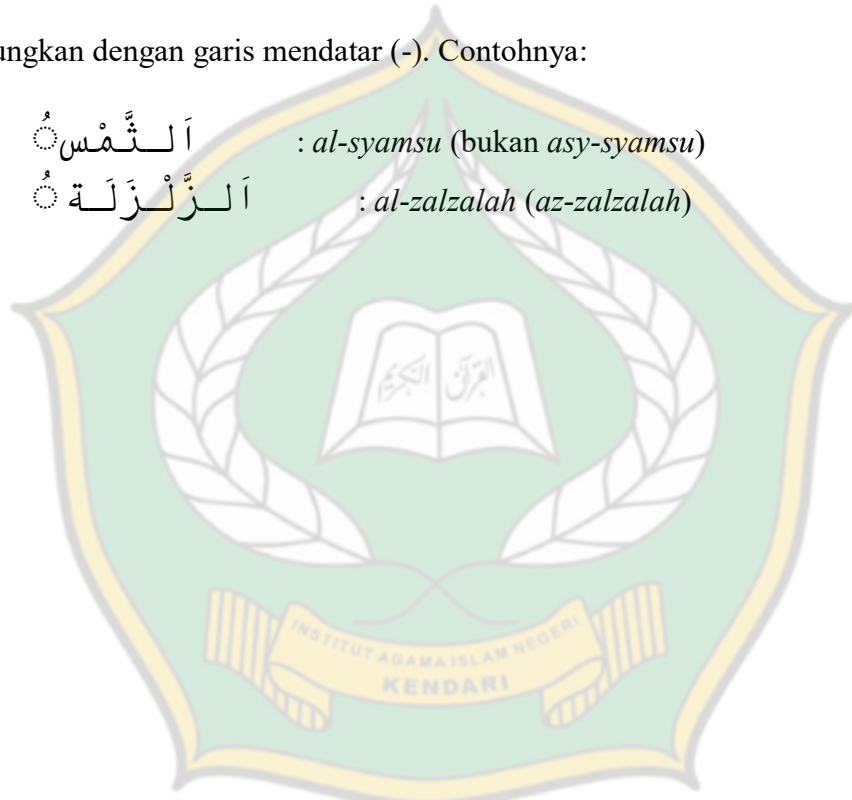 ungkan dengan garis mendatar (-). Contohnya:
اَلــثَّمْسُ : al-syamsu (bukan asy-syamsu)
اَلــزَّلْــزَلَــةُ : al-zalzalah (az-zalzalah)
القرآن الكريم
INSTITUT AGAMA ISLAM NEGERI
KENDARI